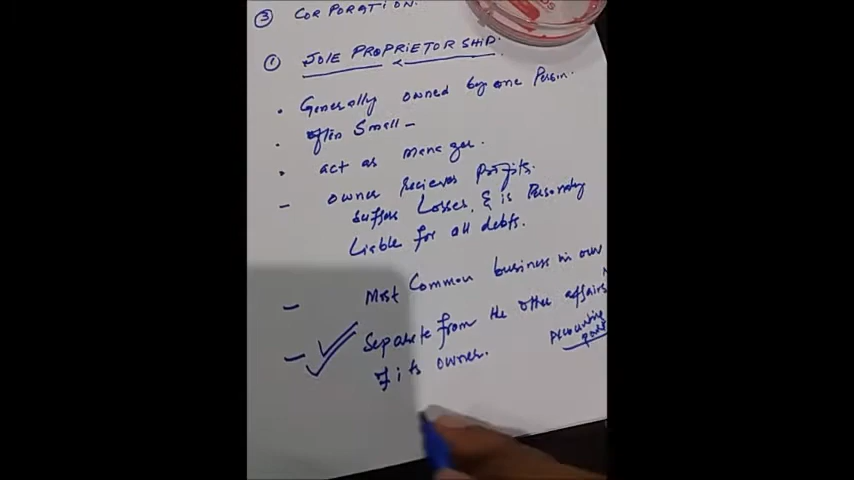 ③ CORPORATION.
① SOLE PROPRIETORSHIP.
• Generally owned by one Person.
• often Small -
• act as manager.
- owner recieves profits.
suffers Losses, & is Personaley
Liable for all debts.
- Most Common business in our
- Separate from the other affairs
of its owner.
Accounting